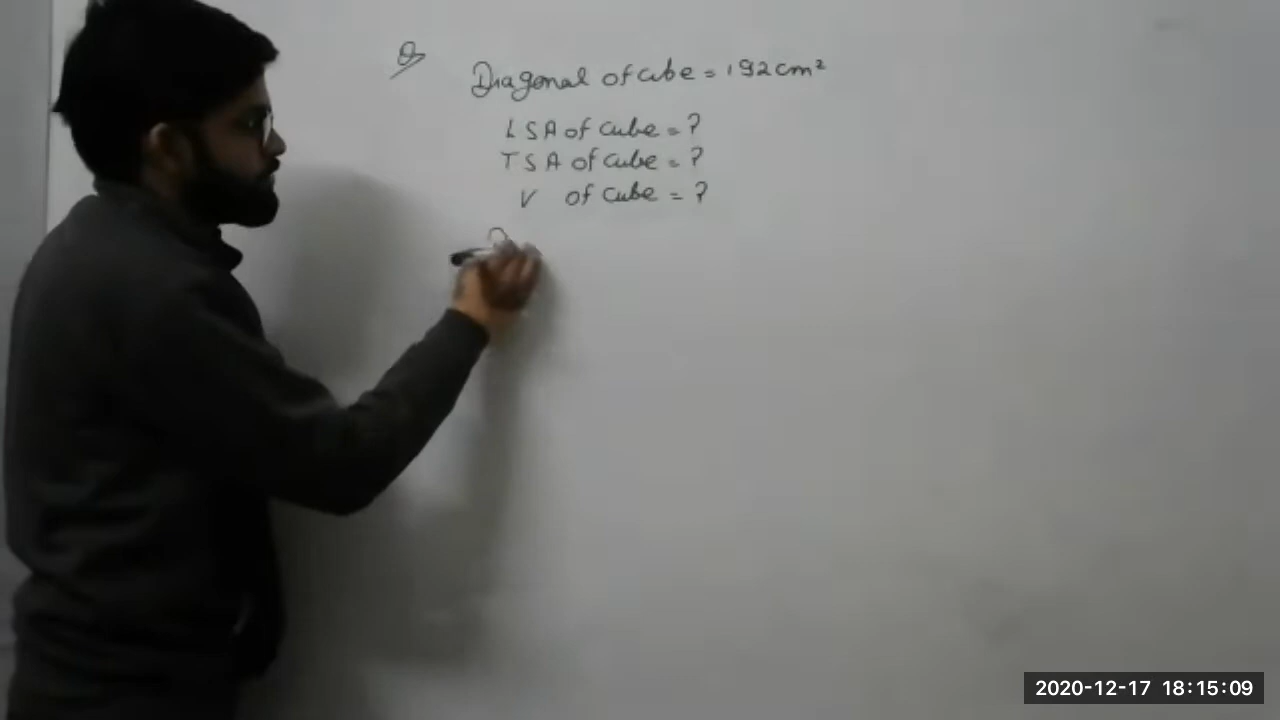 Q
Diagonal of cube = 192 cm²
LSA of cube = ?
TSA of cube = ?
V of cube = ?
2020-12-17 18:15:09